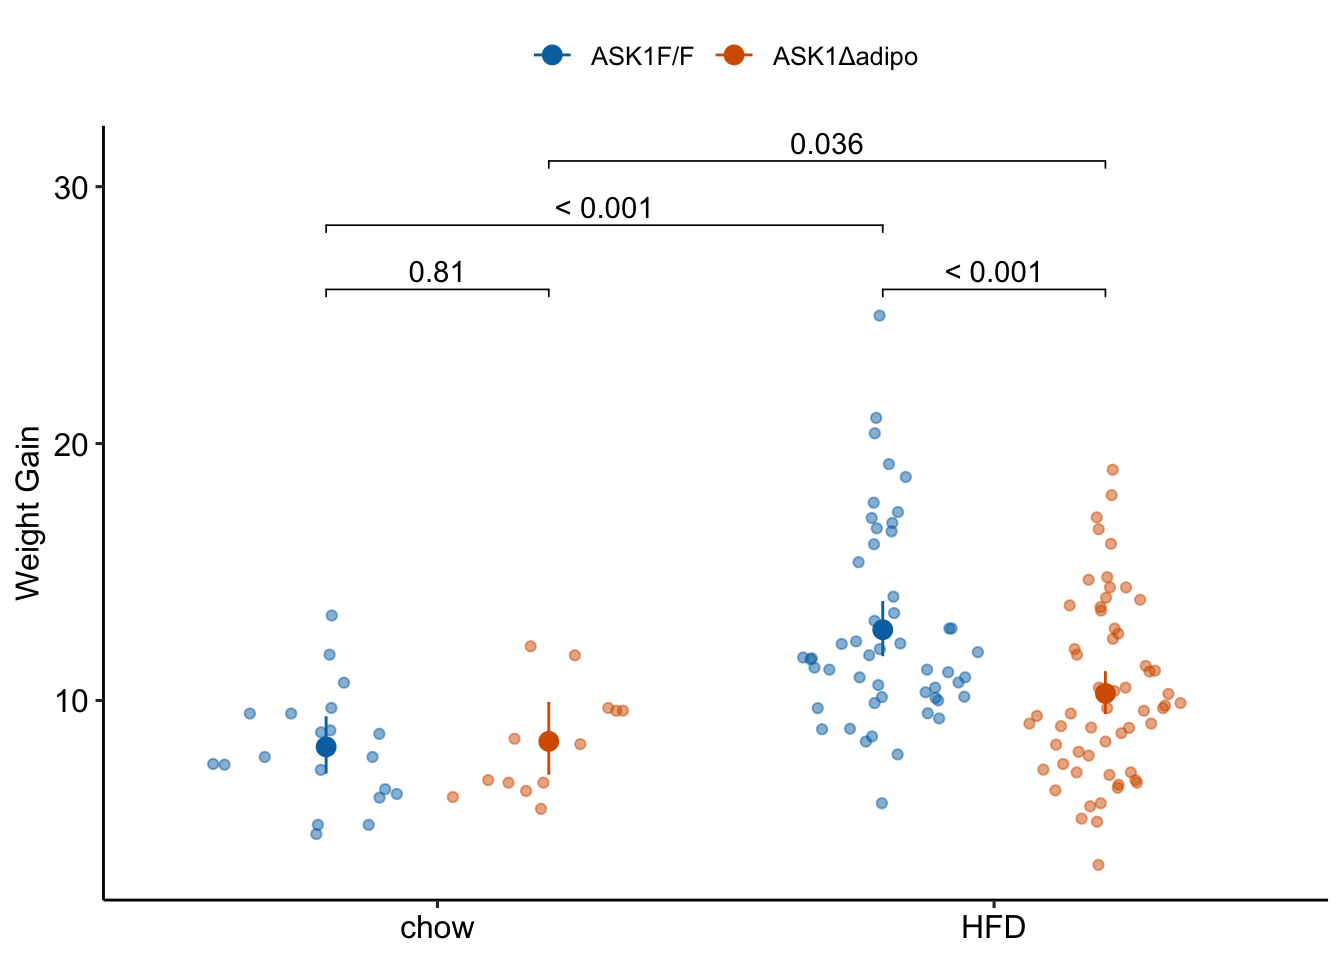 ASK1F/F ASK1Δadipo
0.036
< 0.001
0.81 < 0.001
30
20
10
Weight Gain
chow HFD